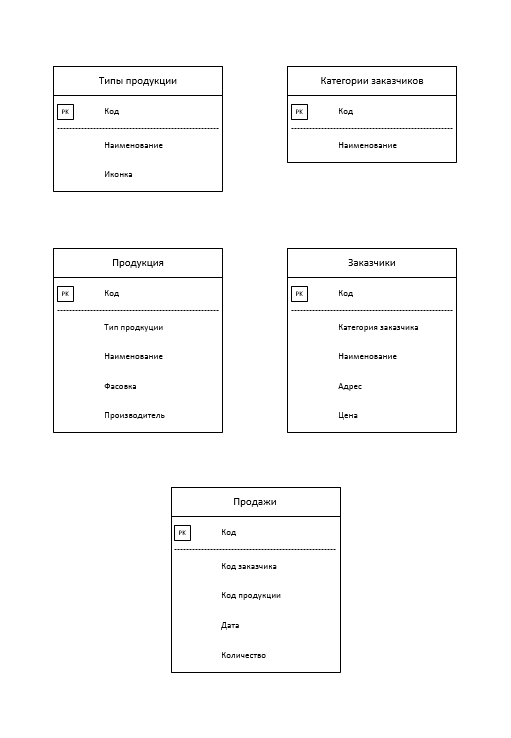 Типы продукции
PK Код
Наименование
Иконка
Категории заказчиков
PK Код
Наименование
Продукция
PK Код
Тип продкуции
Наименование
Фасовка
Производитель
Заказчики
PK Код
Категория заказчика
Наименование
Адрес
Цена
Продажи
PK Код
Код заказчика
Код продукции
Дата
Количество